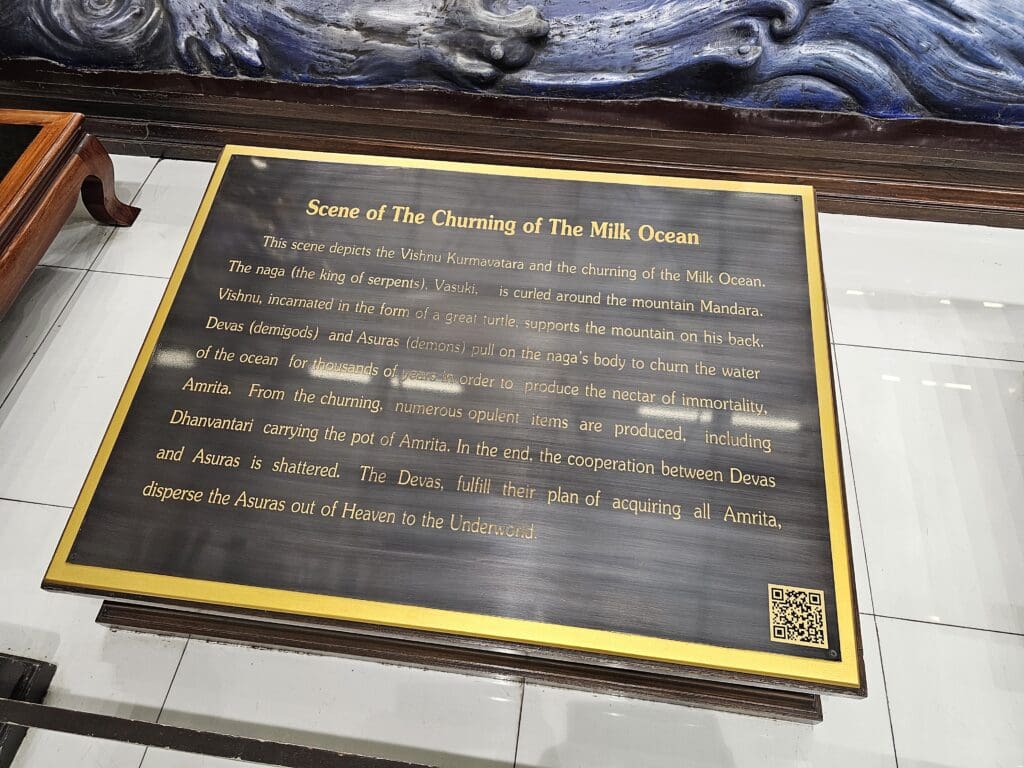 Scene of The Churning of The Milk Ocean
This scene depicts the Vishnu Kurmavatara and the churning of the Milk Ocean.
The naga (the king of serpents), Vasuki, is curled around the mountain Mandara.
Vishnu, incarnated in the form of a great turtle, supports the mountain on his back.
Devas (demigods) and Asuras (demons) pull on the naga's body to churn the water
of the ocean for thousands of years in order to produce the nectar of immortality,
Amrita. From the churning, numerous opulent items are produced, including
Dhanvantari carrying the pot of Amrita. In the end, the cooperation between Devas
and Asuras is shattered. The Devas, fulfill their plan of acquiring all Amrita,
disperse the Asuras out of Heaven to the Underworld.